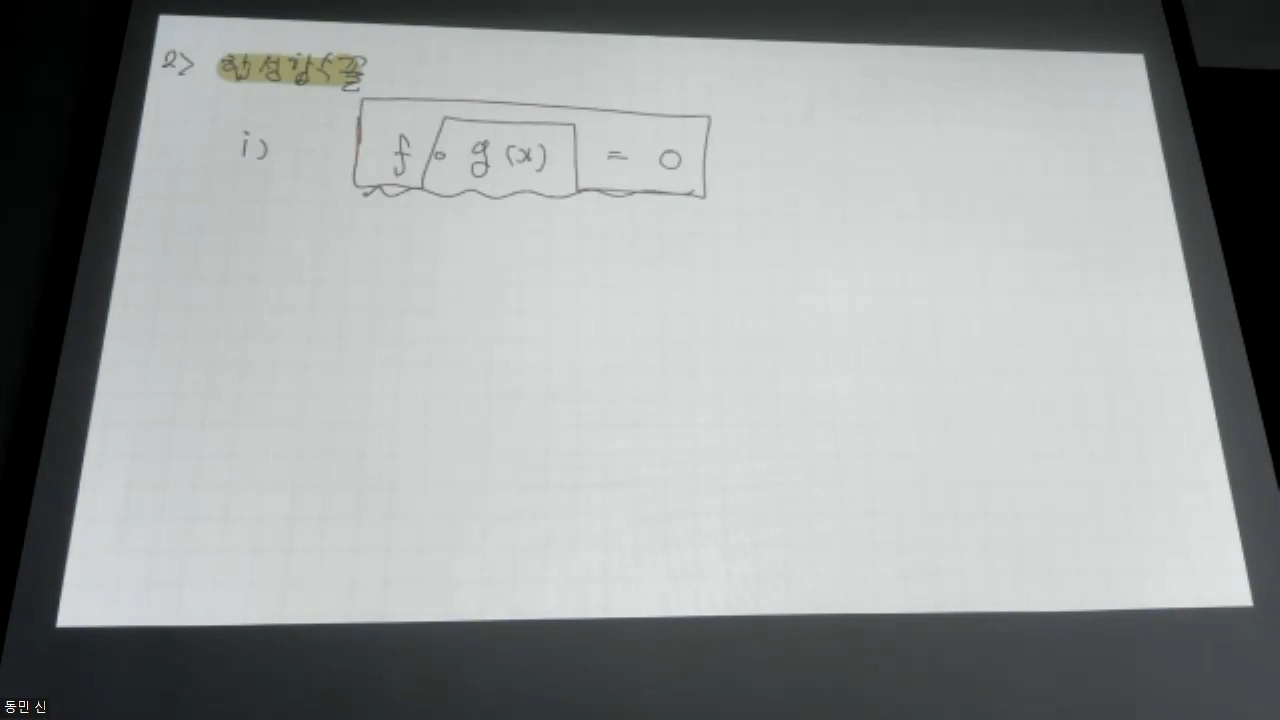 2> 합성함수꼴
i) f∘g(x) = 0
동민 신